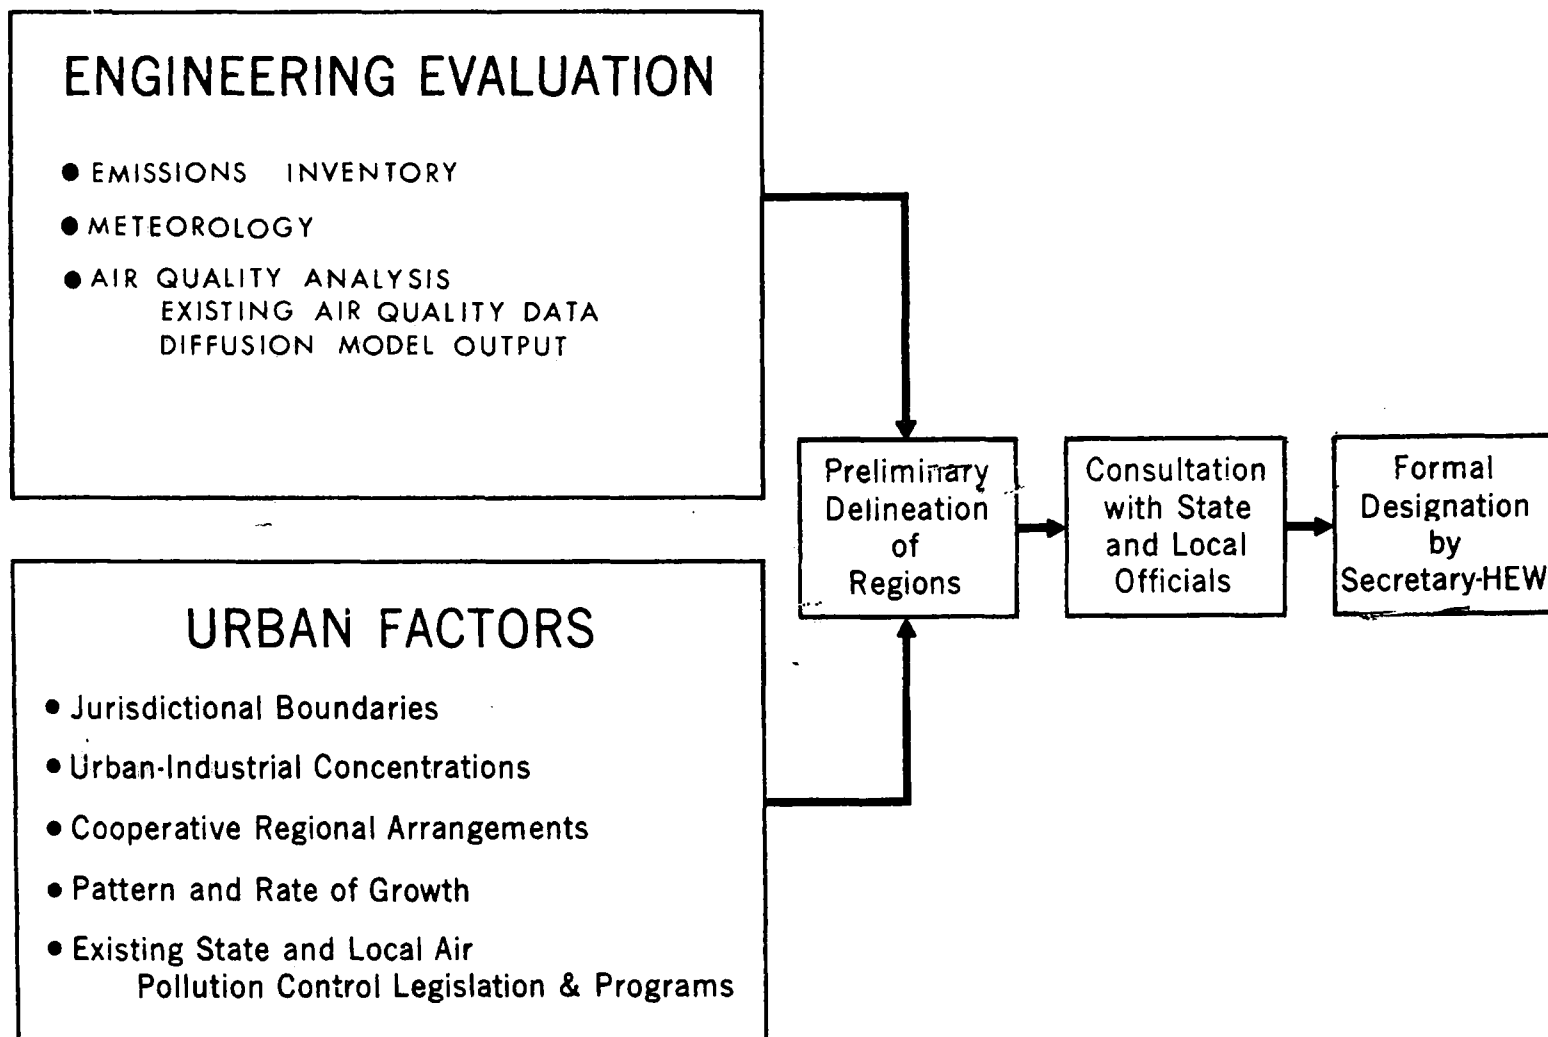 ENGINEERING EVALUATION
● EMISSIONS INVENTORY
● METEOROLOGY
● AIR QUALITY ANALYSIS
EXISTING AIR QUALITY DATA
DIFFUSION MODEL OUTPUT
URBAN FACTORS
● Jurisdictional Boundaries
● Urban-Industrial Concentrations
● Cooperative Regional Arrangements
● Pattern and Rate of Growth
● Existing State and Local Air
Pollution Control Legislation & Programs
Preliminary
Delineation
of
Regions
Consultation
with State
and Local
Officials
Formal
Designation
by
Secretary-HEW